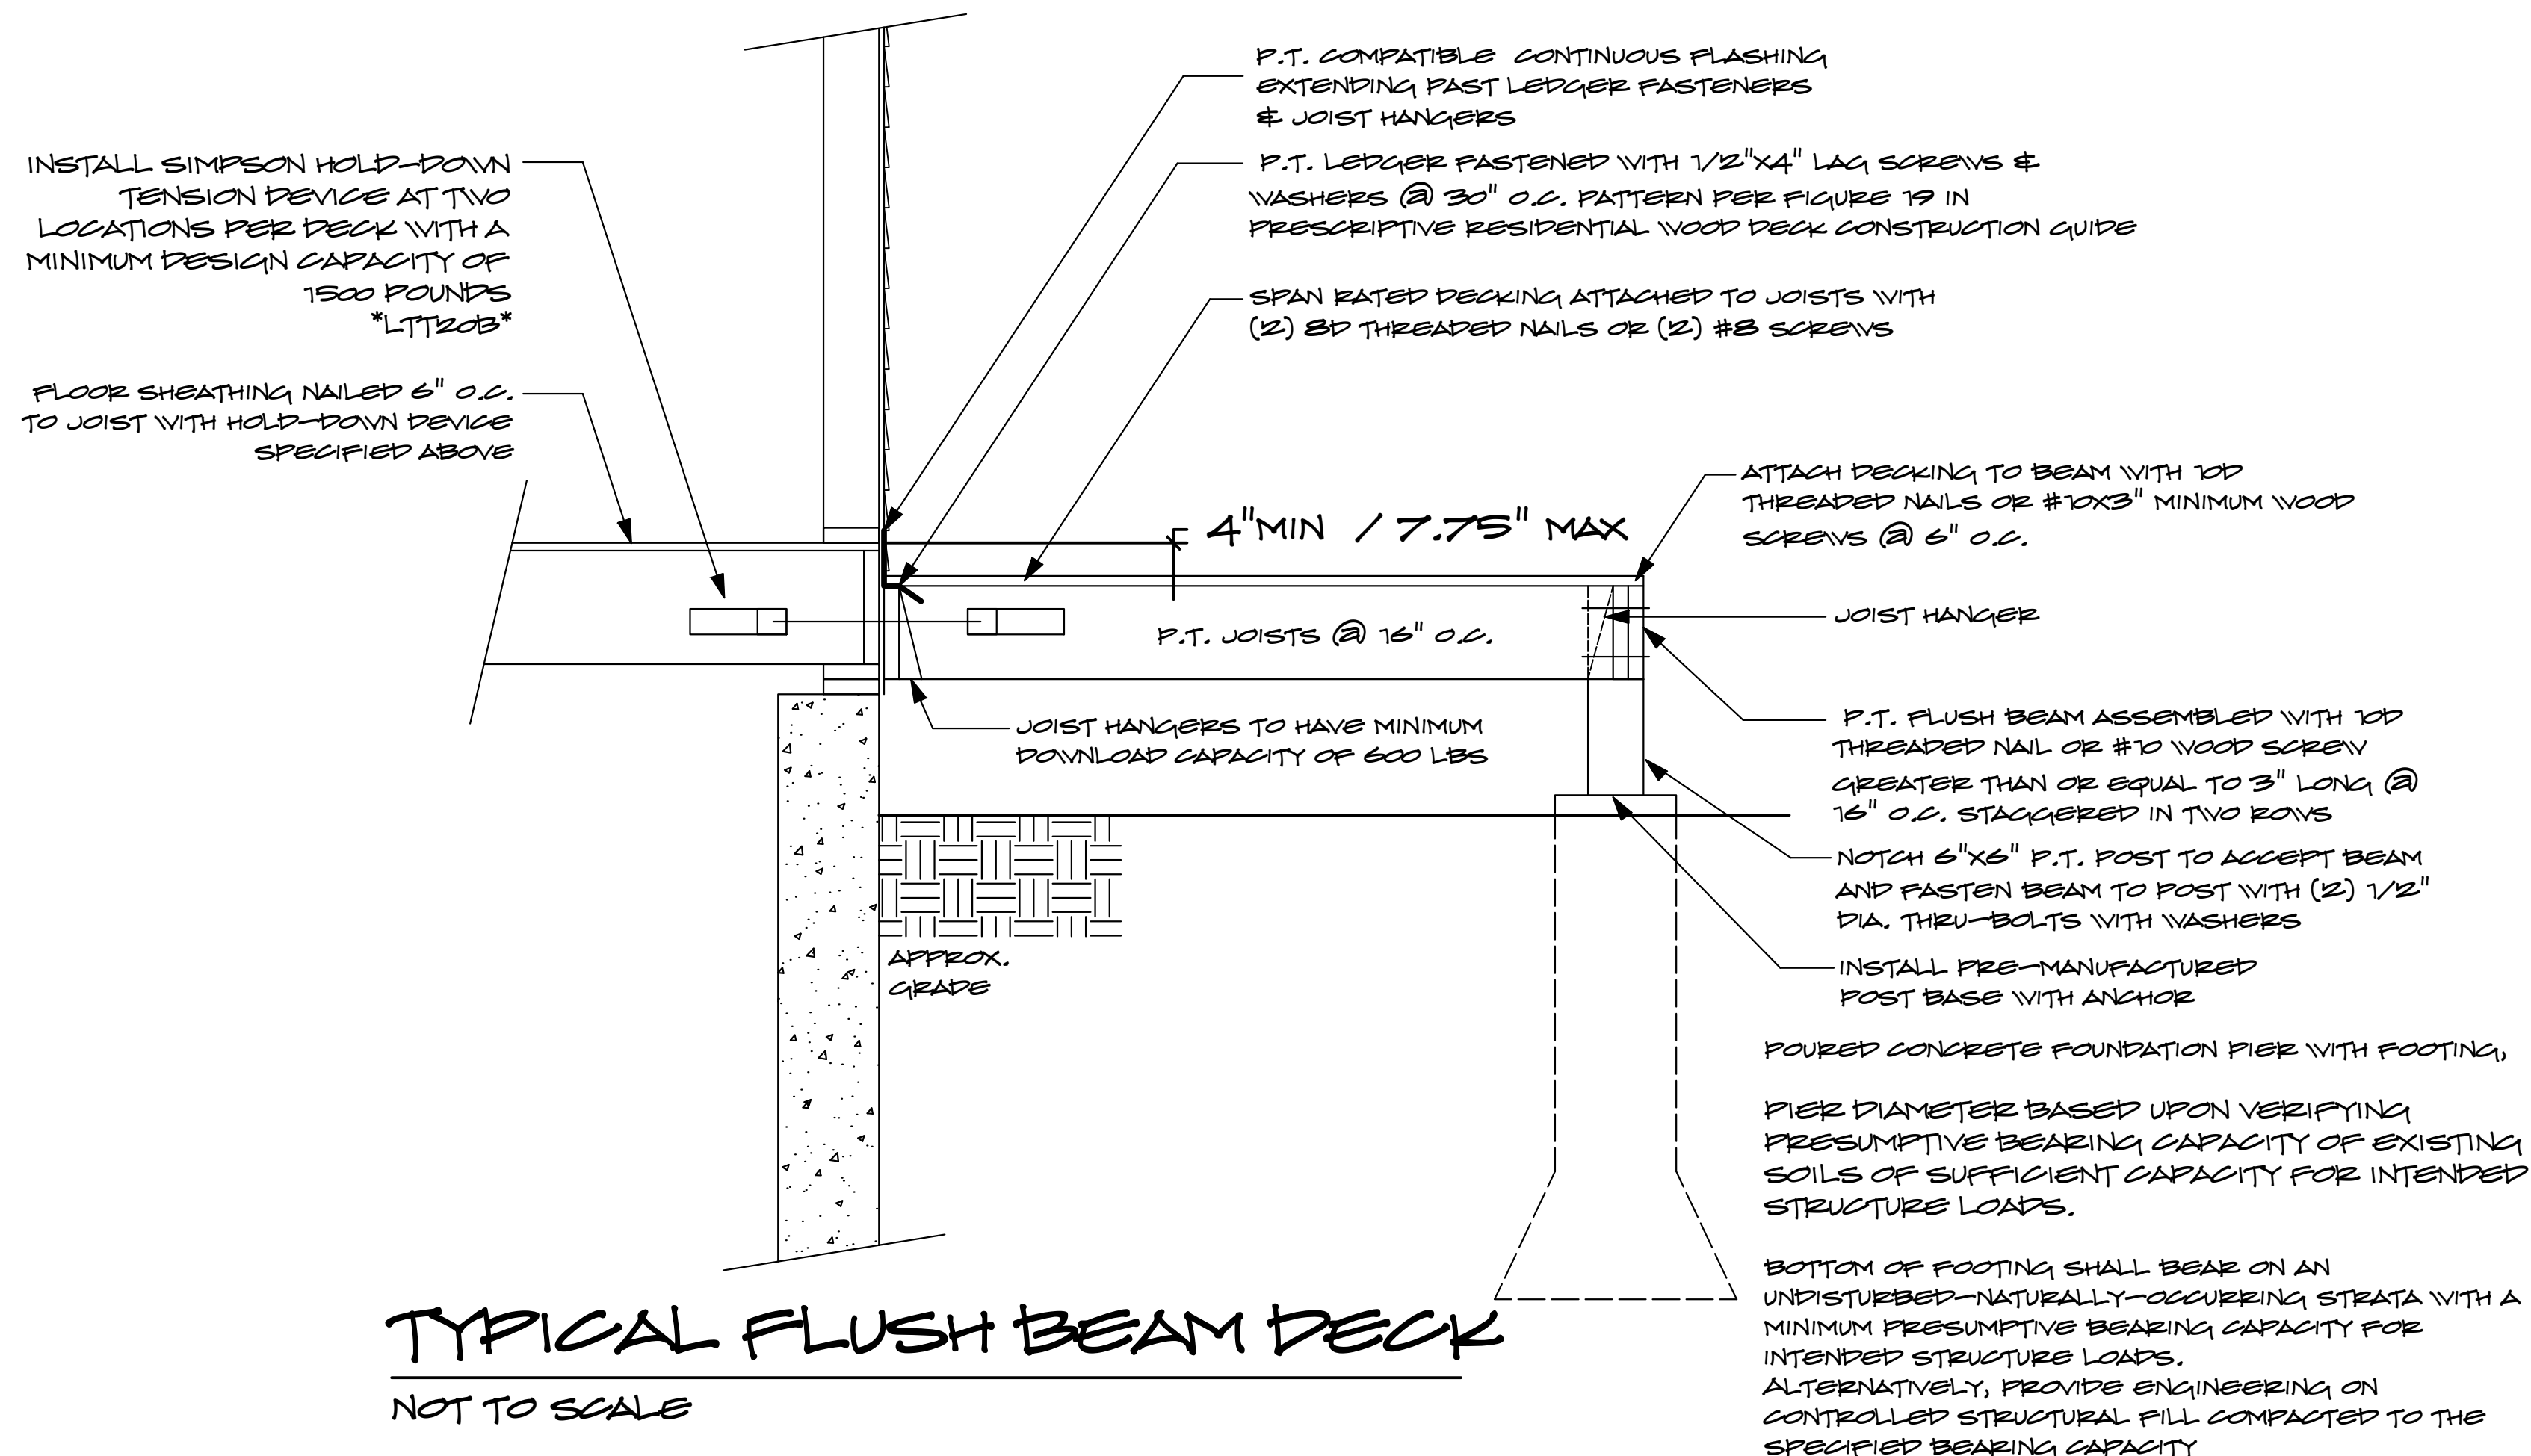 P.T. COMPATIBLE CONTINUOUS FLASHING
EXTENDING PAST LEDGER FASTENERS
& JOIST HANGERS
INSTALL SIMPSON HOLD-DOWN
TENSION DEVICE AT TWO
LOCATIONS PER DECK WITH A
MINIMUM DESIGN CAPACITY OF
1500 POUNDS
*LTT20B*
P.T. LEDGER FASTENED WITH 1/2"X4" LAG SCREWS &
WASHERS @ 30" O.C. PATTERN PER FIGURE 19 IN
PRESCRIPTIVE RESIDENTIAL WOOD DECK CONSTRUCTION GUIDE
SPAN RATED DECKING ATTACHED TO JOISTS WITH
(2) 8D THREADED NAILS OR (2) #8 SCREWS
FLOOR SHEATHING NAILED 6" O.C.
TO JOIST WITH HOLD-DOWN DEVICE
SPECIFIED ABOVE
4"MIN / 7.75" MAX
ATTACH DECKING TO BEAM WITH 10D
THREADED NAILS OR #10X3" MINIMUM WOOD
SCREWS @ 6" O.C.
JOIST HANGER
P.T. JOISTS @ 16" O.C.
JOIST HANGERS TO HAVE MINIMUM
DOWNLOAD CAPACITY OF 600 LBS
P.T. FLUSH BEAM ASSEMBLED WITH 10D
THREADED NAIL OR #10 WOOD SCREW
GREATER THAN OR EQUAL TO 3" LONG @
16" O.C. STAGGERED IN TWO ROWS
NOTCH 6"X6" P.T. POST TO ACCEPT BEAM
AND FASTEN BEAM TO POST WITH (2) 1/2"
DIA. THRU-BOLTS WITH WASHERS
APPROX.
GRADE
INSTALL PRE-MANUFACTURED
POST BASE WITH ANCHOR
POURED CONCRETE FOUNDATION PIER WITH FOOTING,
PIER DIAMETER BASED UPON VERIFYING
PRESUMPTIVE BEARING CAPACITY OF EXISTING
SOILS OF SUFFICIENT CAPACITY FOR INTENDED
STRUCTURE LOADS.
BOTTOM OF FOOTING SHALL BEAR ON AN
UNDISTURBED-NATURALLY-OCCURRING STRATA WITH A
MINIMUM PRESUMPTIVE BEARING CAPACITY FOR
INTENDED STRUCTURE LOADS.
ALTERNATIVELY, PROVIDE ENGINEERING ON
CONTROLLED STRUCTURAL FILL COMPACTED TO THE
SPECIFIED BEARING CAPACITY
TYPICAL FLUSH BEAM DECK
NOT TO SCALE